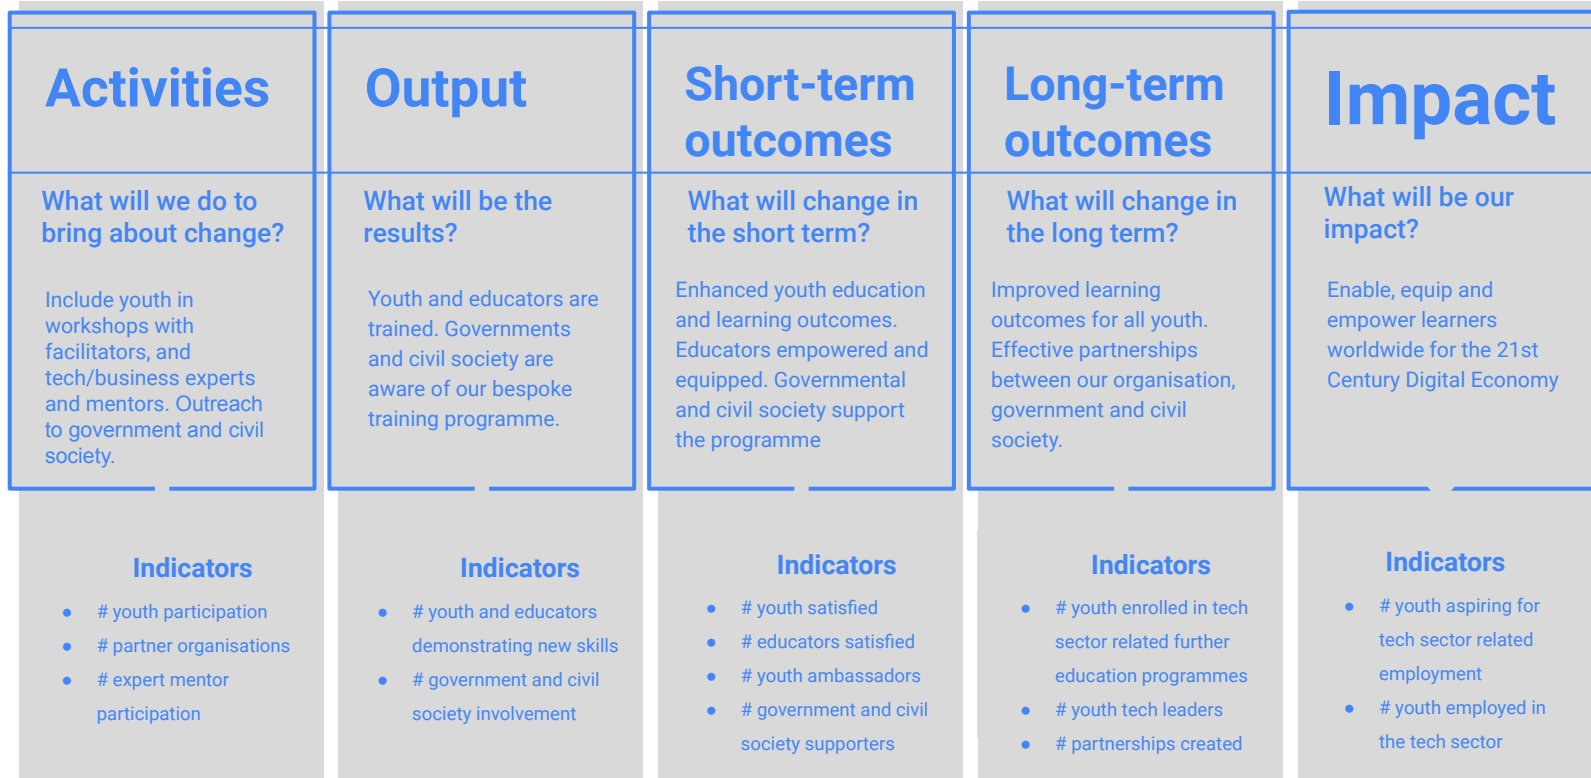 Activities
What will we do to
bring about change?
Include youth in
workshops with
facilitators, and
tech/business experts
and mentors. Outreach
to government and civil
society.
Indicators
● # youth participation
● # partner organisations
● # expert mentor
participation
Output
What will be the
results?
Youth and educators are
trained. Governments
and civil society are
aware of our bespoke
training programme.
Indicators
● # youth and educators
demonstrating new skills
● # government and civil
society involvement
Short-term
outcomes
What will change in
the short term?
Enhanced youth education
and learning outcomes.
Educators empowered and
equipped. Governmental
and civil society support
the programme
Indicators
● # youth satisfied
● # educators satisfied
● # youth ambassadors
● # government and civil
society supporters
Long-term
outcomes
What will change in
the long term?
Improved learning
outcomes for all youth.
Effective partnerships
between our organisation,
government and civil
society.
Indicators
● # youth enrolled in tech
sector related further
education programmes
● # youth tech leaders
● # partnerships created
Impact
What will be our
impact?
Enable, equip and
empower learners
worldwide for the 21st
Century Digital Economy
Indicators
● # youth aspiring for
tech sector related
employment
● # youth employed in
the tech sector